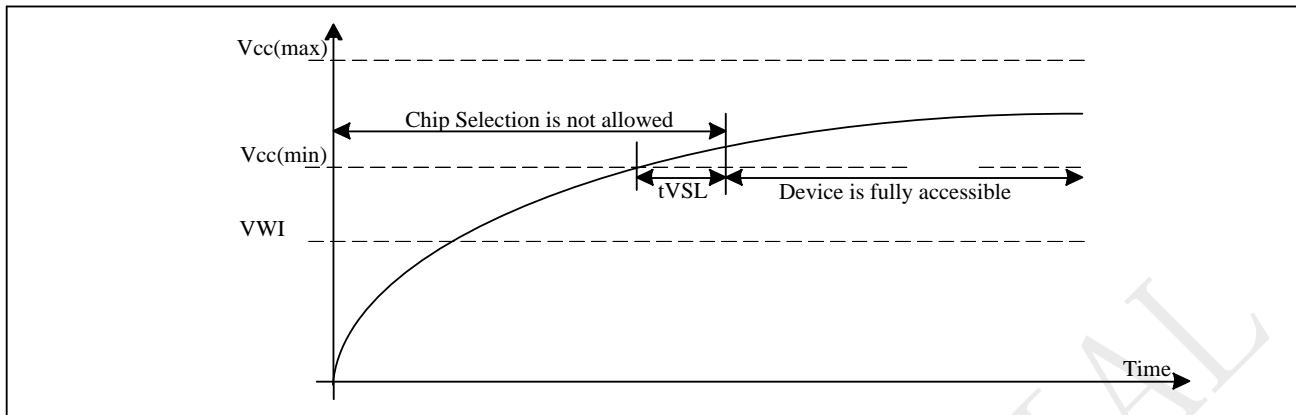 Vcc(max)
Chip Selection is not allowed
Vcc(min)
tVSL
Device is fully accessible
VWI
Time